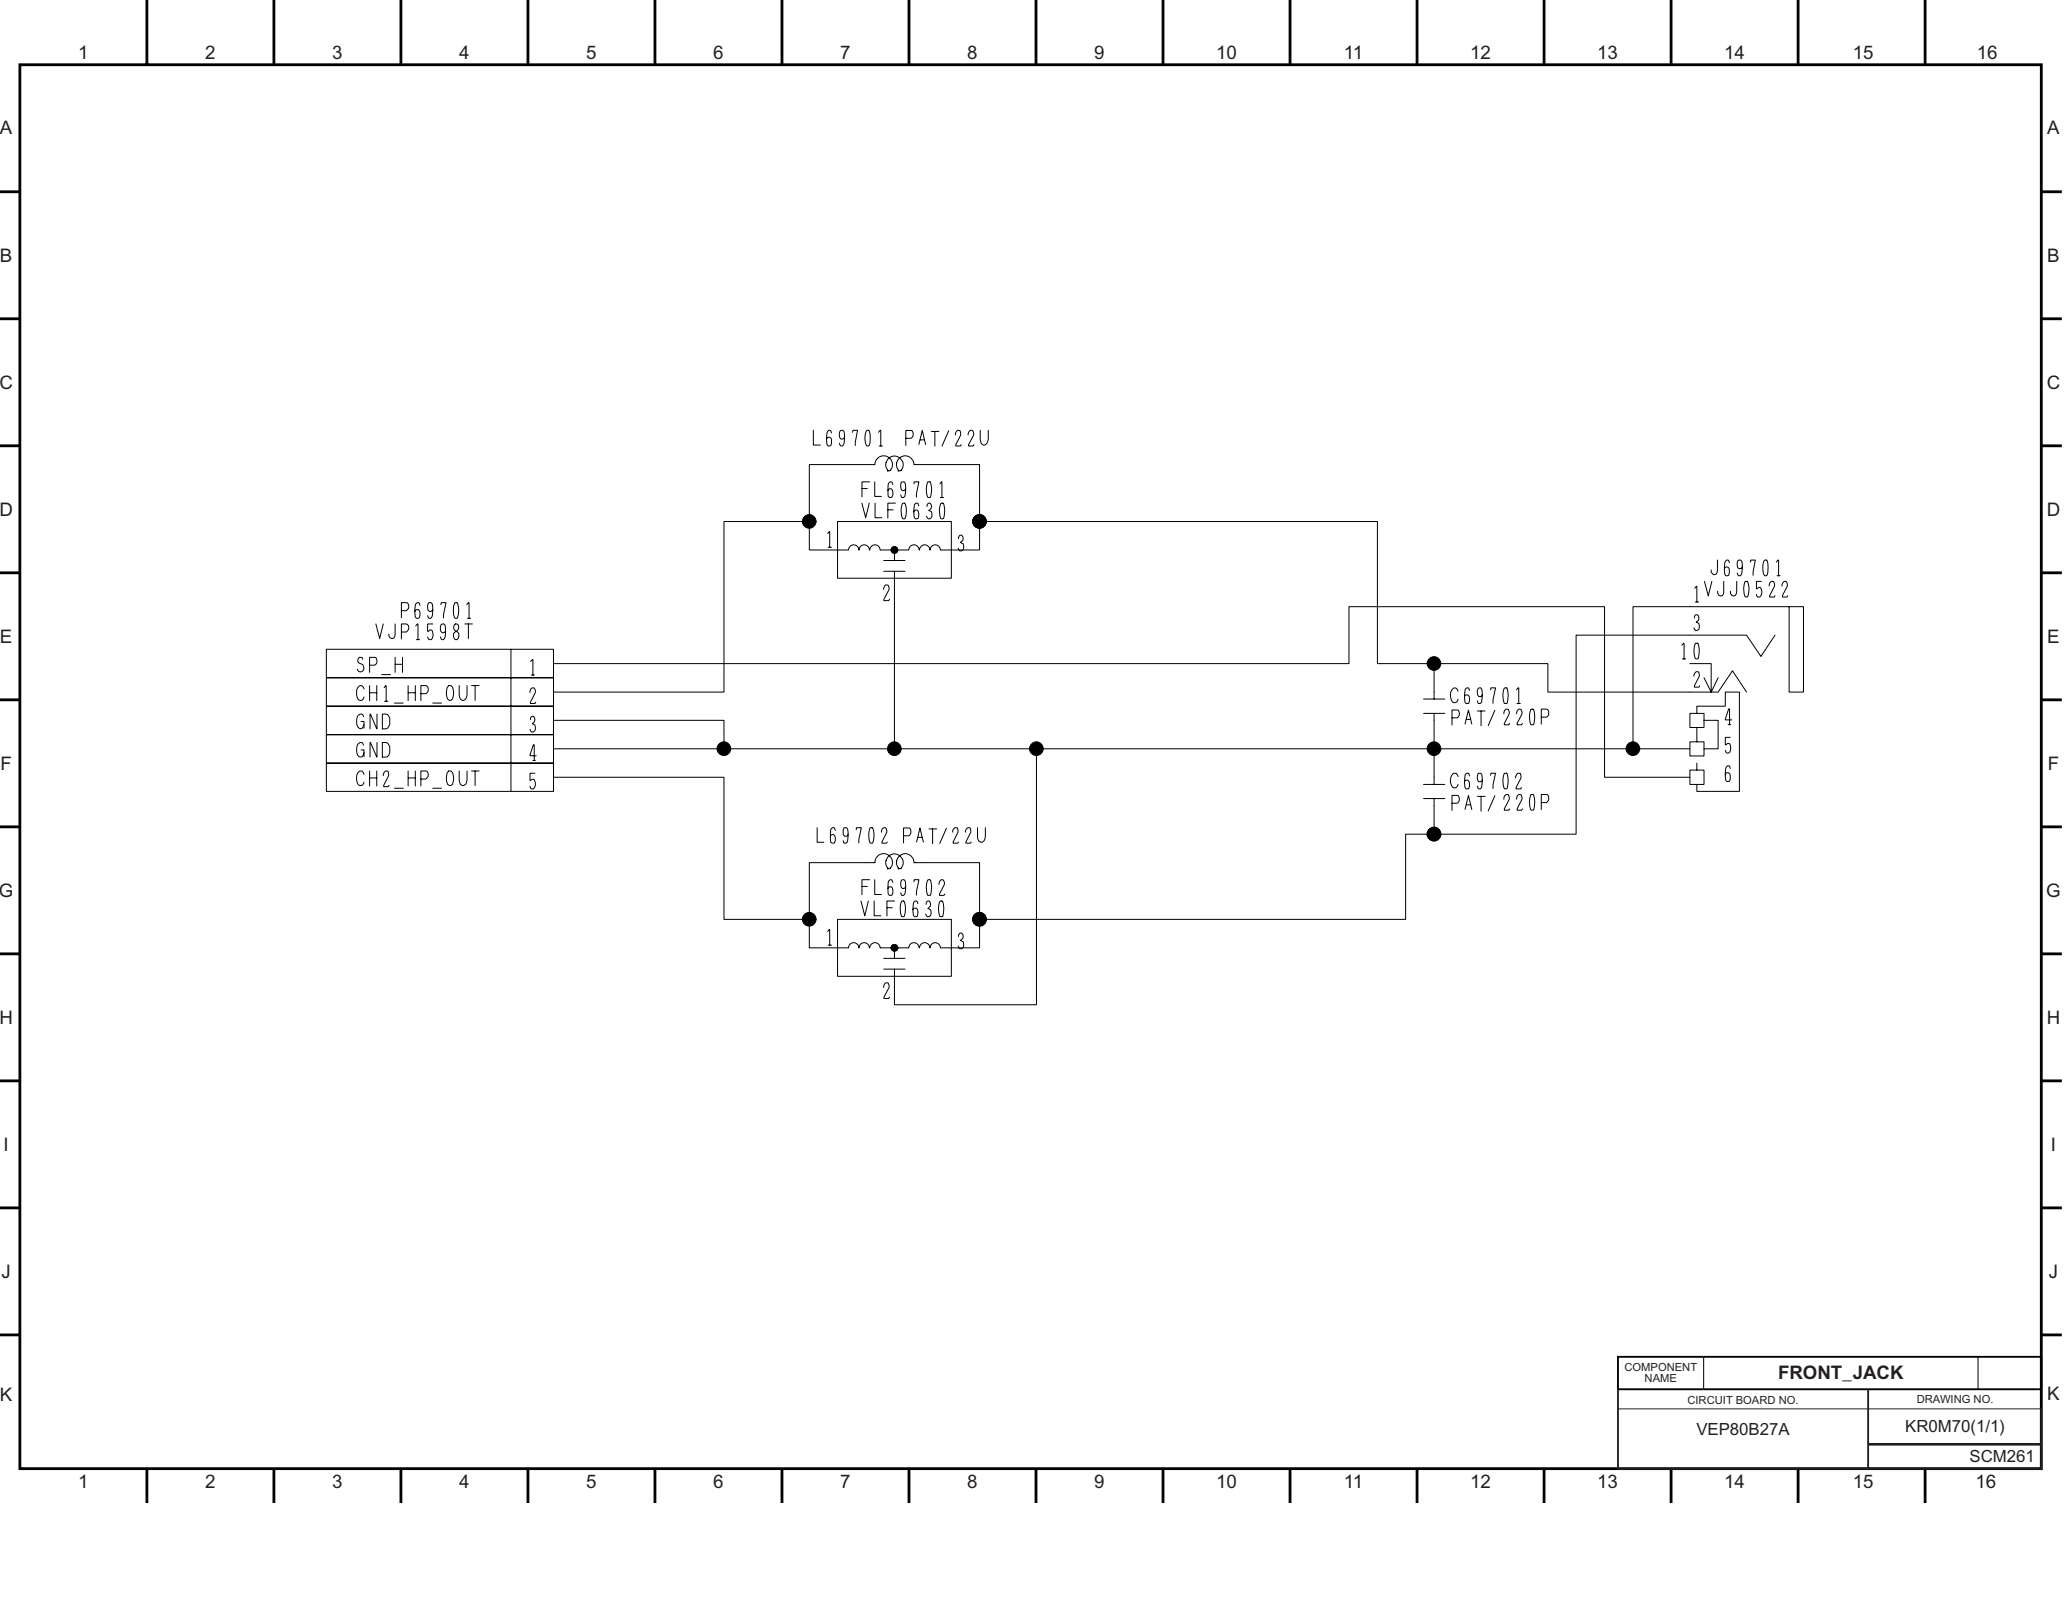 1 2 3 4 5 6 7 8 9 10 11 12 13 14 15 16
A A
B B
C C
L69701 PAT/22U
FL69701
D VLF0630 D
1 3
2
J69701
VJJ0522
1
P69701
VJP1598T
E 3 E
SP_H 1
10
CH1_HP_OUT 2
2
C69701
PAT/220P
GND 3
4
GND 4
5
F F
CH2_HP_OUT 5
6
C69702
PAT/220P
L69702 PAT/22U
FL69702
G G
VLF0630
1 3
2
H H
I I
J J
K K
COMPONENT
NAME
FRONT_JACK
CIRCUIT BOARD NO.
DRAWING NO.
VEP80B27A
KR0M70(1/1)
SCM261
1 2 3 4 5 6 7 8 9 10 11 12 13 14 15 16